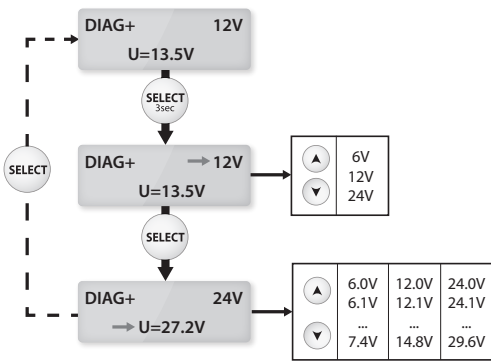 DIAG+ 12V
U=13.5V
SELECT
3sec
SELECT
DIAG+ → 12V
U=13.5V
6V
12V
24V
SELECT
DIAG+ 24V
→ U=27.2V
6.0V 12.0V 24.0V
6.1V 12.1V 24.1V
... ... ...
7.4V 14.8V 29.6V